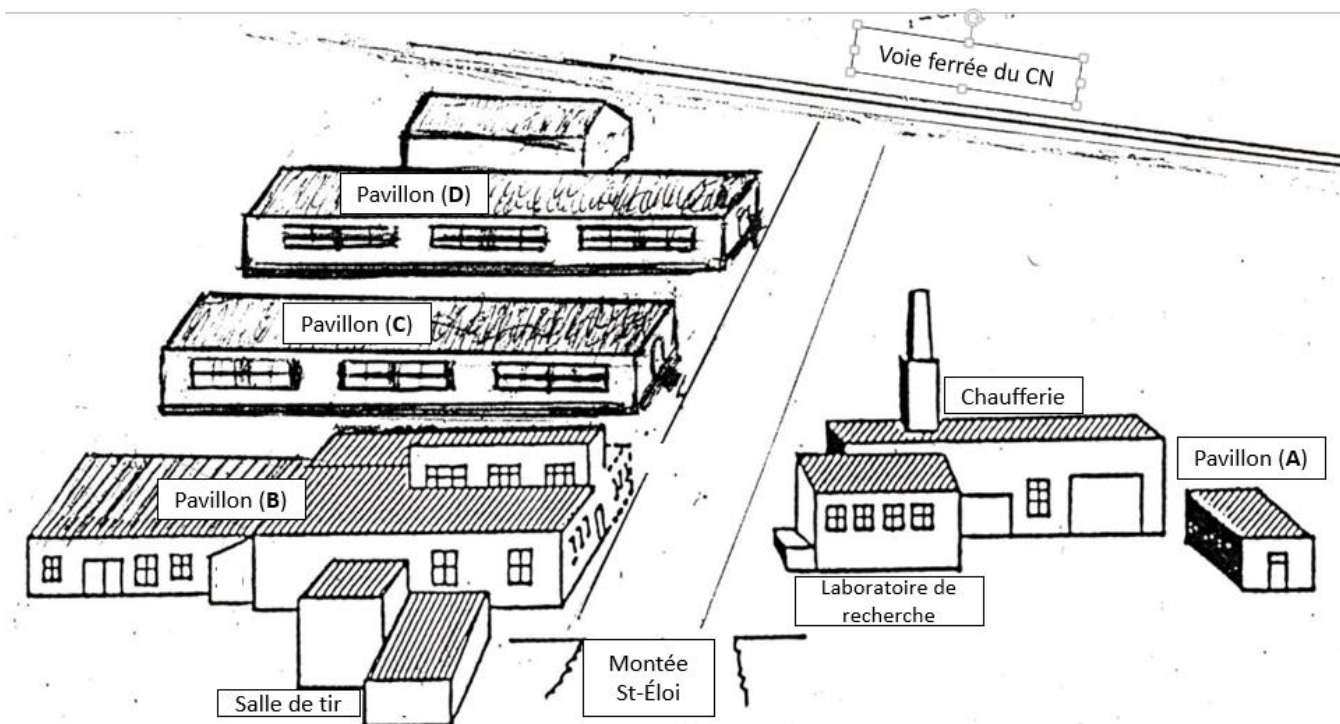 Voie ferrée du CN
Pavillon (D)
Pavillon (C)
Chaufferie
Pavillon (A)
Pavillon (B)
Laboratoire de
recherche
Montée
St-Éloi
Salle de tir